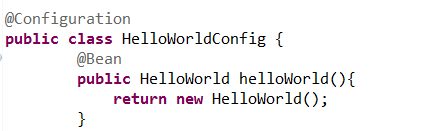 @Configuration
public class HelloWorldConfig {
@Bean
public HelloWorld helloWorld(){
return new HelloWorld();
}